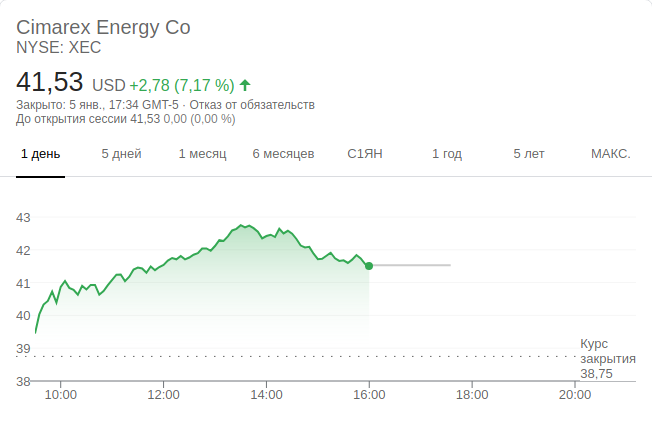 Cimarex Energy Co
NYSE: XEC
41,53 USD +2,78 (7,17 %)
Закрыто: 5 янв., 17:34 GMT-5 · Отказ от обязательств
До открытия сессии 41,53 0,00 (0,00 %)
1 день 5 дней 1 месяц 6 месяцев С1ЯН 1 год 5 лет МАКС.
43
42
41
40
39
38
Курс
закрытия
38,75
10:00 12:00 14:00 16:00 18:00 20:00